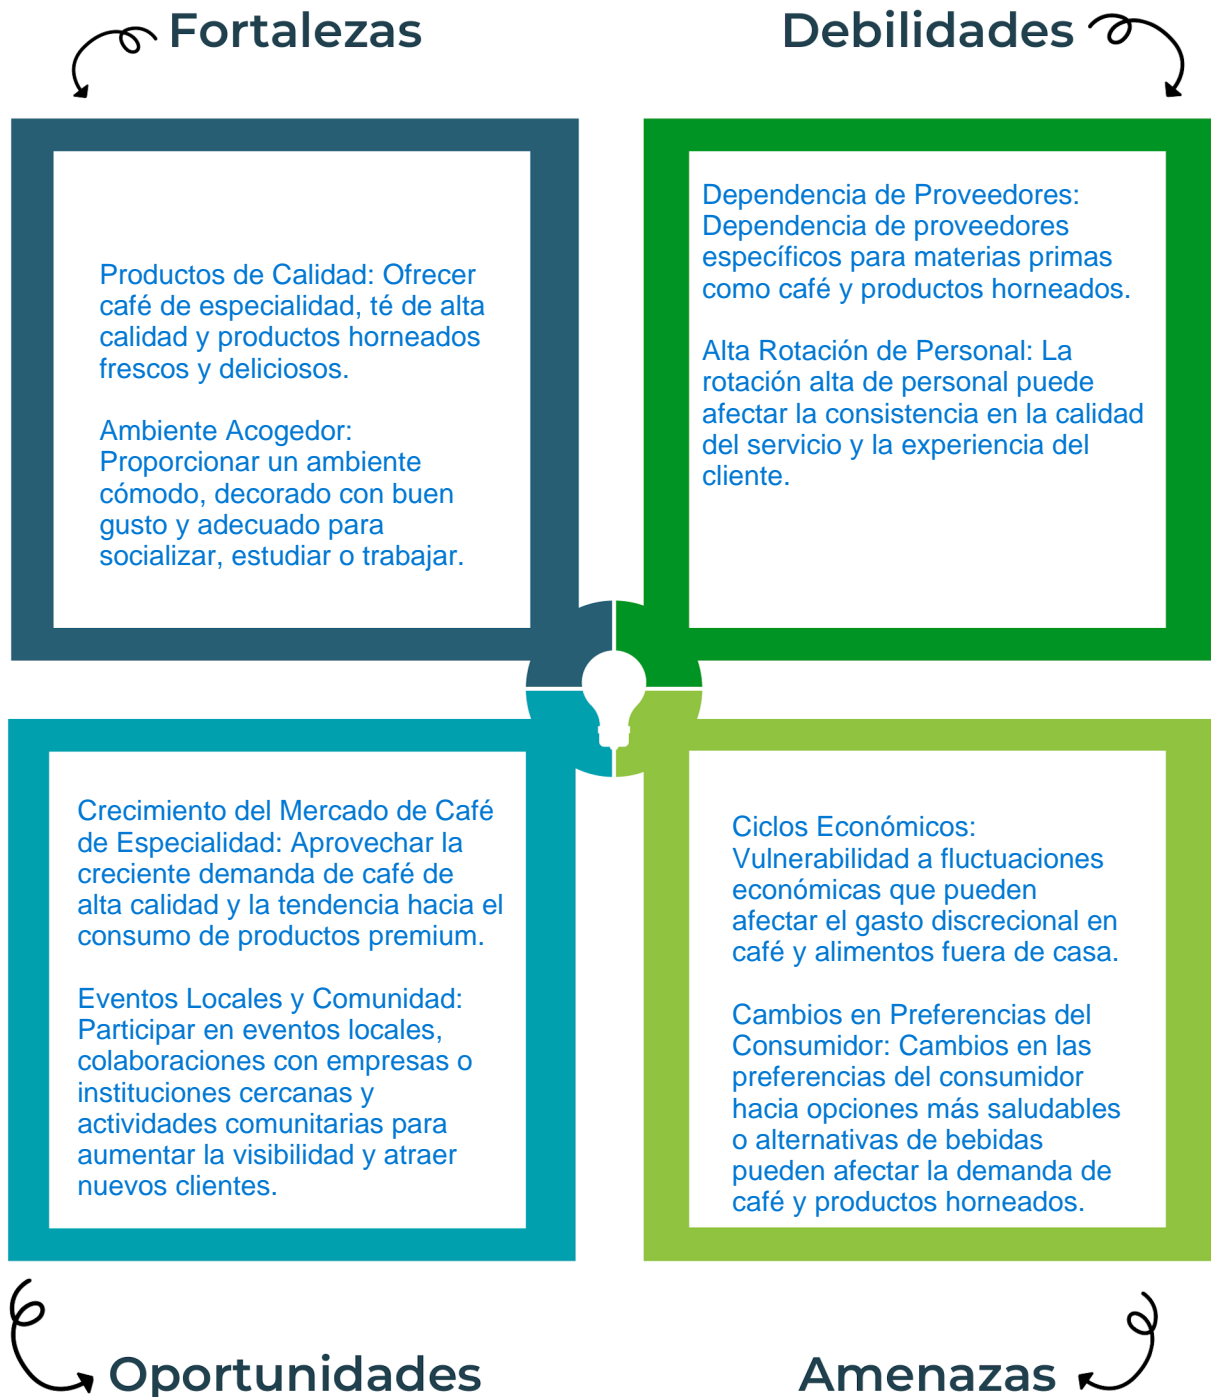 Fortalezas
Productos de Calidad: Ofrecer
café de especialidad, té de alta
calidad y productos horneados
frescos y deliciosos.
Ambiente Acogedor:
Proporcionar un ambiente
cómodo, decorado con buen
gusto y adecuado para
socializar, estudiar o trabajar.
Debilidades
Dependencia de Proveedores:
Dependencia de proveedores
específicos para materias primas
como café y productos horneados.
Alta Rotación de Personal: La
rotación alta de personal puede
afectar la consistencia en la calidad
del servicio y la experiencia del
cliente.
Crecimiento del Mercado de Café
de Especialidad: Aprovechar la
creciente demanda de café de
alta calidad y la tendencia hacia el
consumo de productos premium.
Eventos Locales y Comunidad:
Participar en eventos locales,
colaboraciones con empresas o
instituciones cercanas y
actividades comunitarias para
aumentar la visibilidad y atraer
nuevos clientes.
Oportunidades
Ciclos Económicos:
Vulnerabilidad a fluctuaciones
económicas que pueden
afectar el gasto discrecional en
café y alimentos fuera de casa.
Cambios en Preferencias del
Consumidor: Cambios en las
preferencias del consumidor
hacia opciones más saludables
o alternativas de bebidas
pueden afectar la demanda de
café y productos horneados.
Amenazas